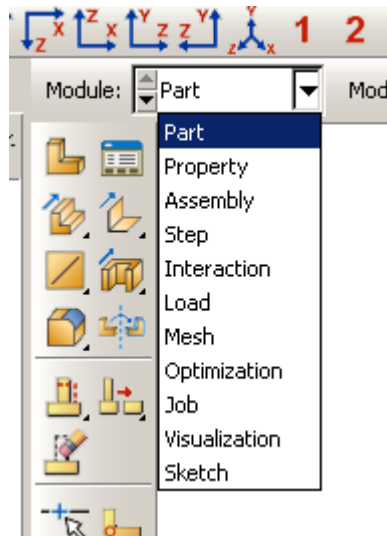 Z X Z X Y Z Z Y Y Z X 1 2
Module: Part Mod
Part
Property
Assembly
Step
Interaction
Load
Mesh
Optimization
Job
Visualization
Sketch